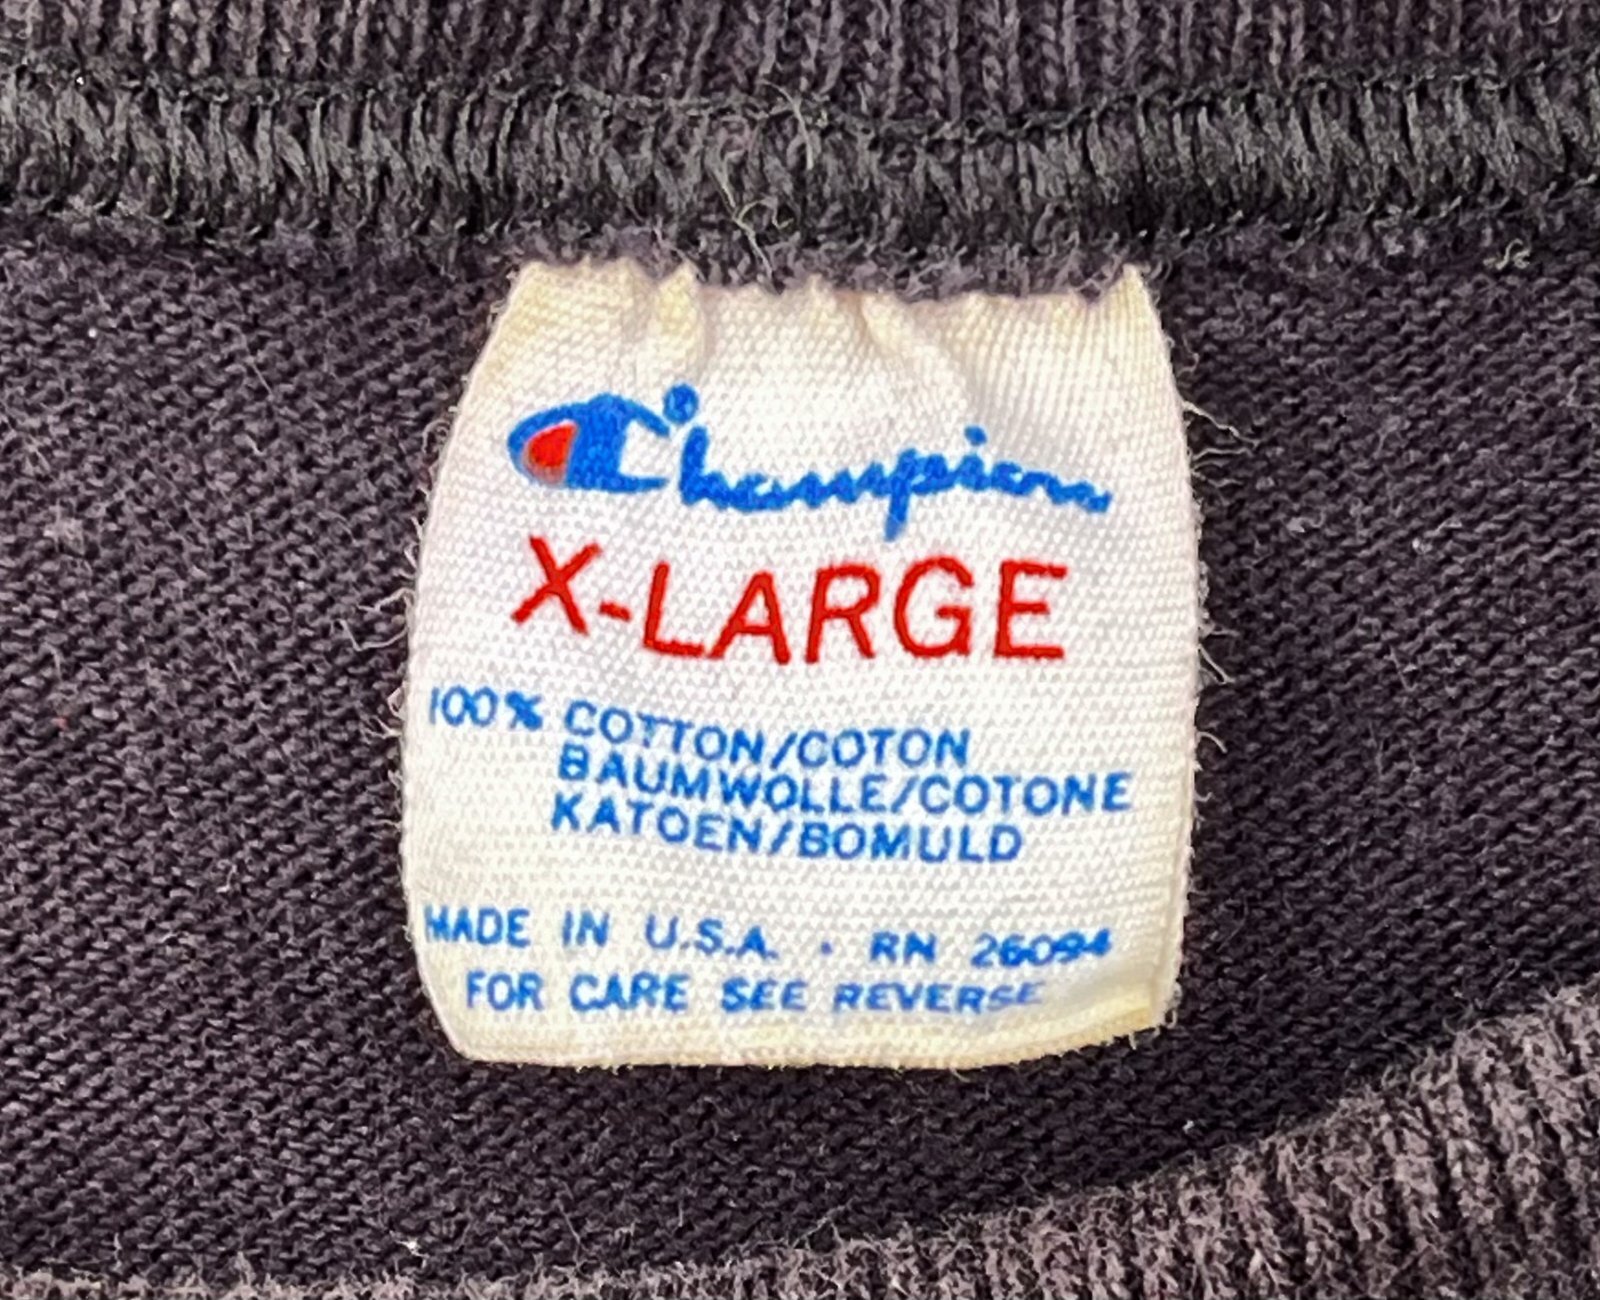 Champion®
X-LARGE
100% COTTON/COTON
BAUMWOLLE/COTONE
KATOEN/BOMULD
MADE IN U.S.A. · RN 26094
FOR CARE SEE REVERSE